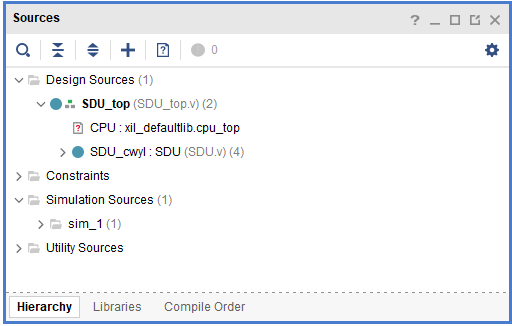 Sources
0
Design Sources (1)
SDU_top (SDU_top.v) (2)
CPU : xil_defaultlib.cpu_top
SDU_cwyl : SDU (SDU.v) (4)
Constraints
Simulation Sources (1)
sim_1 (1)
Utility Sources
Hierarchy Libraries Compile Order